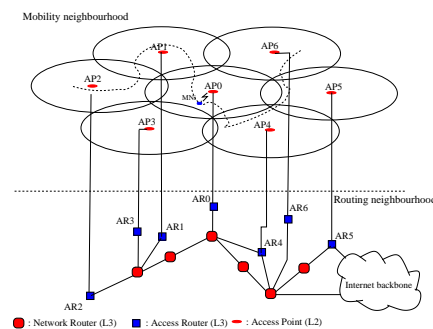 Mobility neighbourhood
AP1
AP6
AP2
MN
AP0
AP5
AP3
AP4
Routing neighbourhood
AR0
AR3
AR1
AR6
AR4
AR5
AR2
Internet backbone
: Network Router (L3) : Access Router (L3) : Access Point (L2)